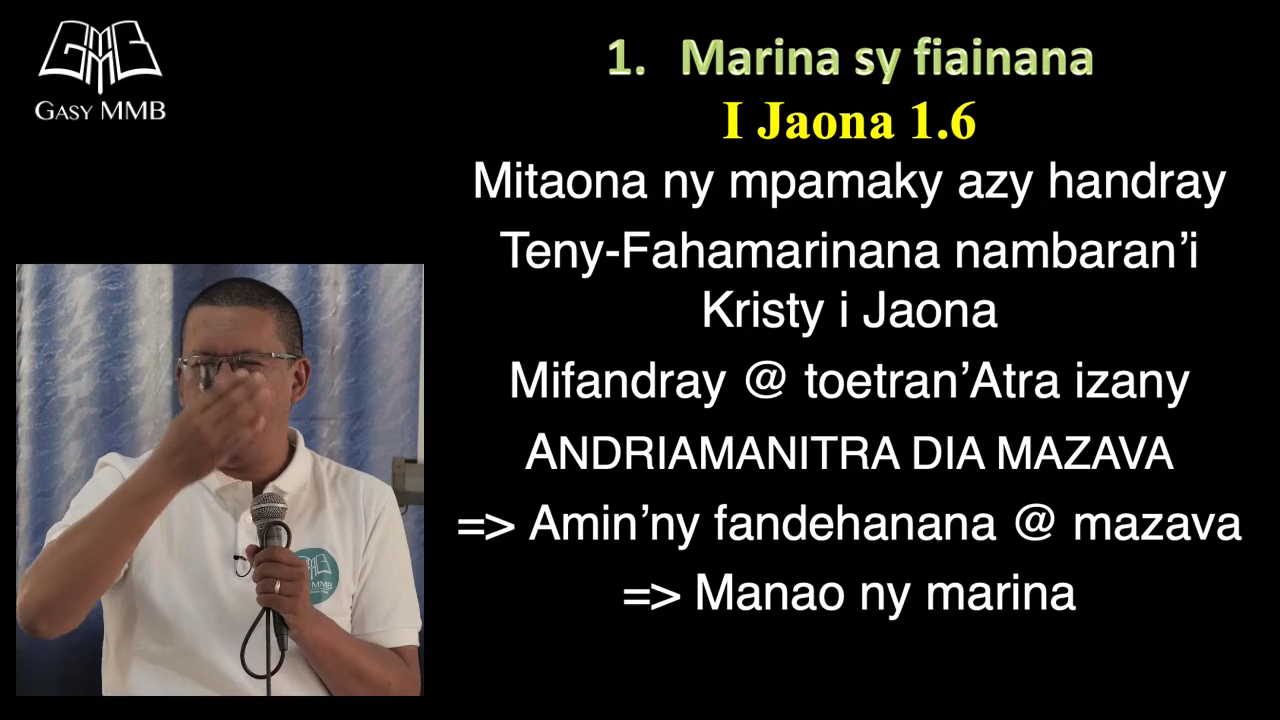 GASY MMB
1. Marina sy fiainana
I Jaona 1.6
Mitaona ny mpamaky azy handray
Teny-Fahamarinana nambaran’i
Kristy i Jaona
Mifandray @ toetran’Atra izany
ANDRIAMANITRA DIA MAZAVA
=> Amin’ny fandehanana @ mazava
=> Manao ny marina
MMB